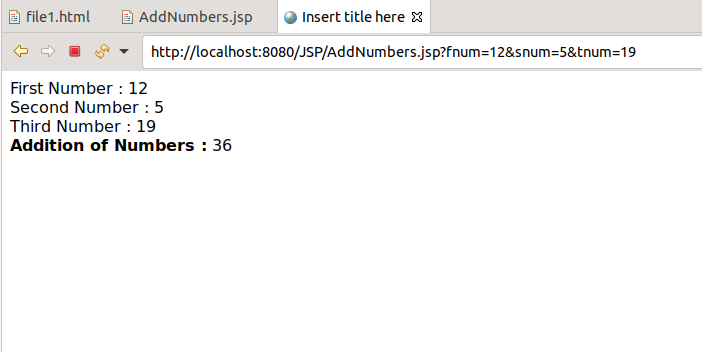 file1.html
AddNumbers.jsp
Insert title here
http://localhost:8080/JSP/AddNumbers.jsp?fnum=12&snum=5&tnum=19
First Number : 12
Second Number : 5
Third Number : 19
Addition of Numbers : 36